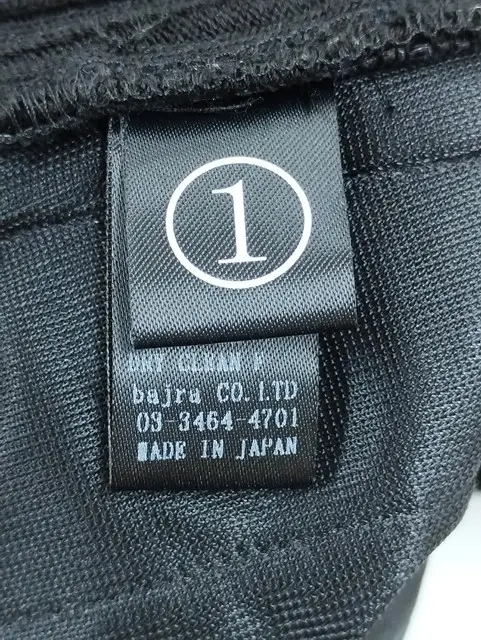 ①
DRY CLEAN P
bajra CO.LTD
03-3464-4701
MADE IN JAPAN